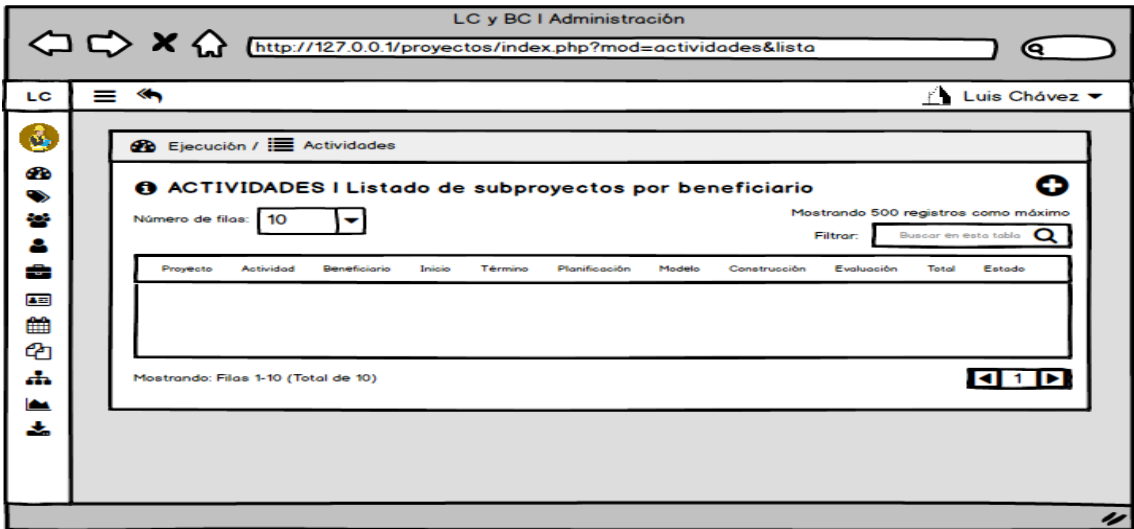 LC y BC | Administración
http://127.0.0.1/proyectos/index.php?mod=actividades&lista
LC Luis Chávez
Ejecución / Actividades
ACTIVIDADES | Listado de subproyectos por beneficiario
Número de filas: 10
Mostrando 500 registros como máximo
Filtrar: Buscar en esta tabla
Proyecto Actividad Beneficiario Inicio Término Planificación Modelo Construcción Evaluación Total Estado
Mostrando: Filas 1-10 (Total de 10)
1